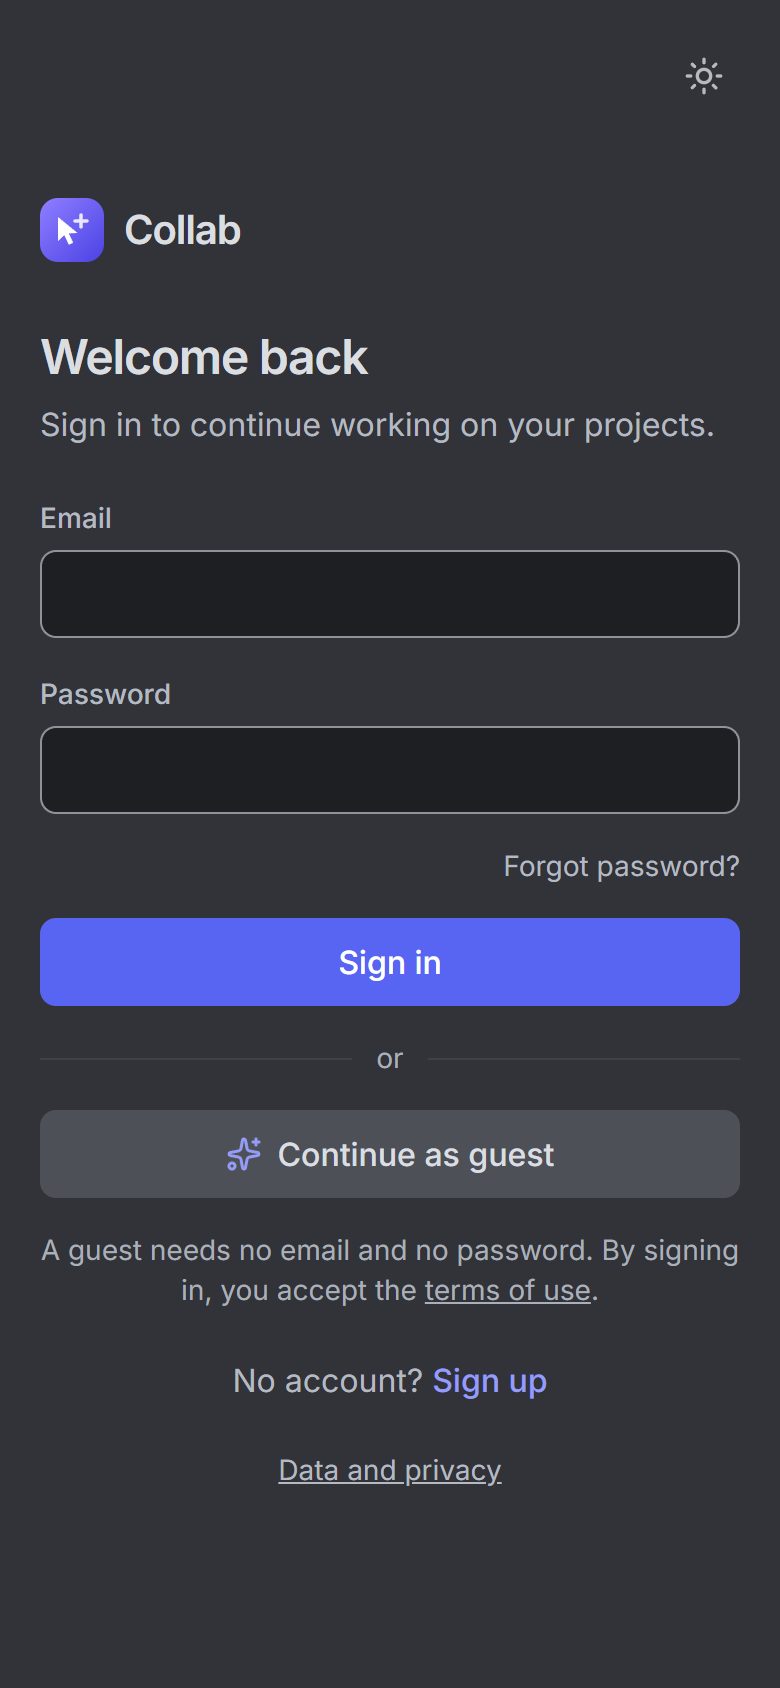 Collab
Welcome back
Sign in to continue working on your projects.
Email
Password
Forgot password?
Sign in
or
Continue as guest
A guest needs no email and no password. By signing
in, you accept the terms of use.
No account? Sign up
Data and privacy